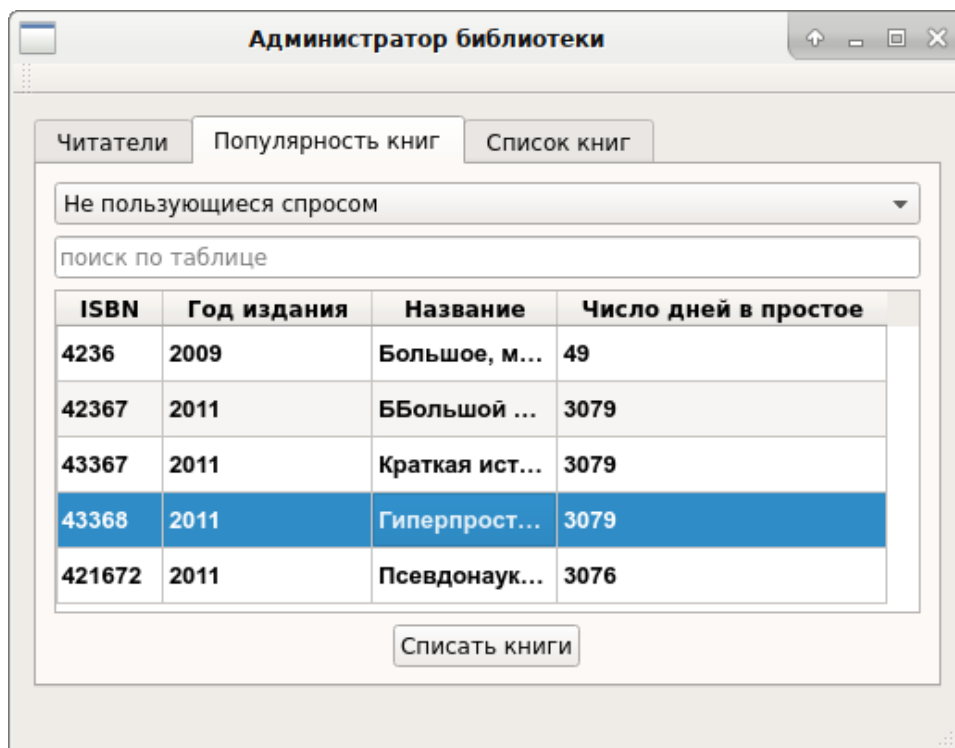 Администратор библиотеки
Читатели Популярность книг Список книг
Не пользующиеся спросом
поиск по таблице
ISBN Год издания Название Число дней в простое
4236 2009 Большое, м... 49
42367 2011 ББольшой ... 3079
43367 2011 Краткая ист... 3079
43368 2011 Гиперпрост... 3079
421672 2011 Псевдонаук... 3076
Списать книги